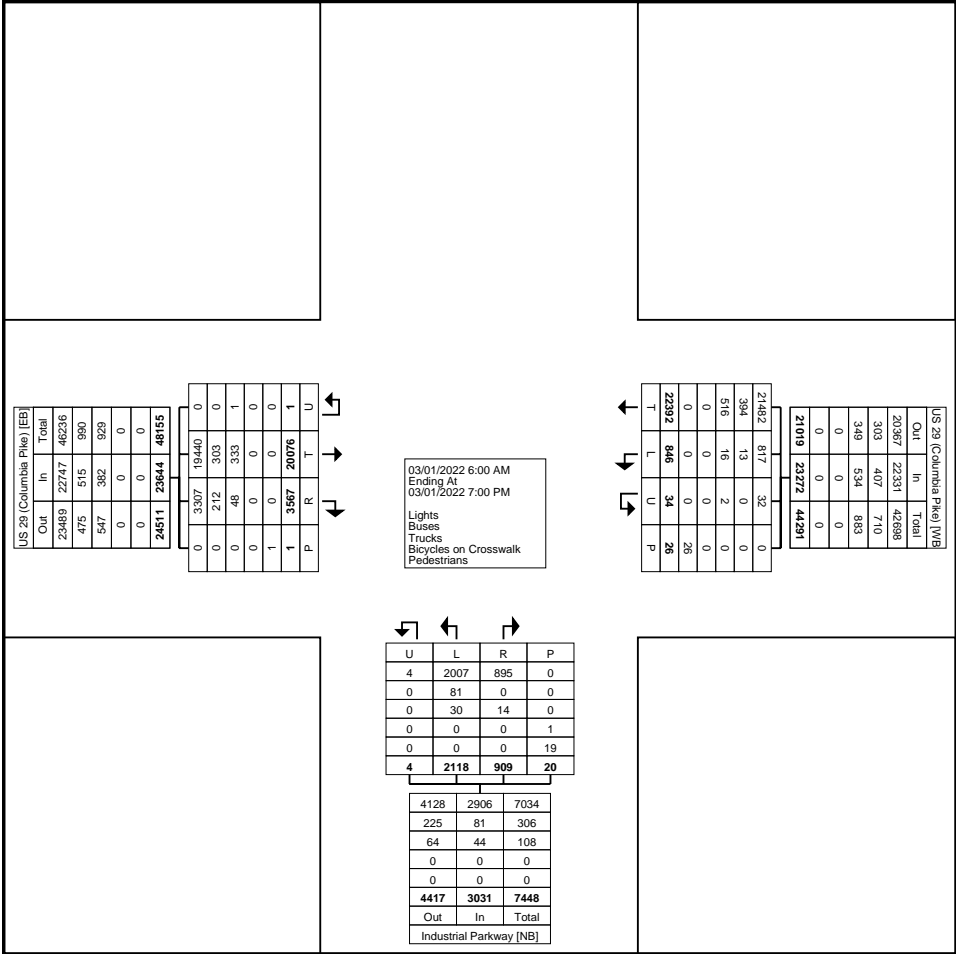 US 29 (Columbia Pike) [EB]
Out In Total
23489 22747 46236
475 515 990
547 382 929
0 0 0
0 0 0
24511 23644 48155
0 3307 19440 0
0 212 303 0
0 48 333 1
0 0 0 0
1 0 0 0
1 3567 20076 1
P R T U
03/01/2022 6:00 AM
Ending At
03/01/2022 7:00 PM
Lights
Buses
Trucks
Bicycles on Crosswalk
Pedestrians
US 29 (Columbia Pike) [WB
Out In Total
20367 22331 42698
303 407 710
349 534 883
0 0 0
0 0 0
21019 23272 44291
21482 817 32 0
394 13 0 0
516 16 2 0
0 0 0 0
0 0 0 26
22392 846 34 26
T L U P
U L R P
4 2007 895 0
0 81 0 0
0 30 14 0
0 0 0 1
0 0 0 19
4 2118 909 20
4128 2906 7034
225 81 306
64 44 108
0 0 0
0 0 0
4417 3031 7448
Out In Total
Industrial Parkway [NB]